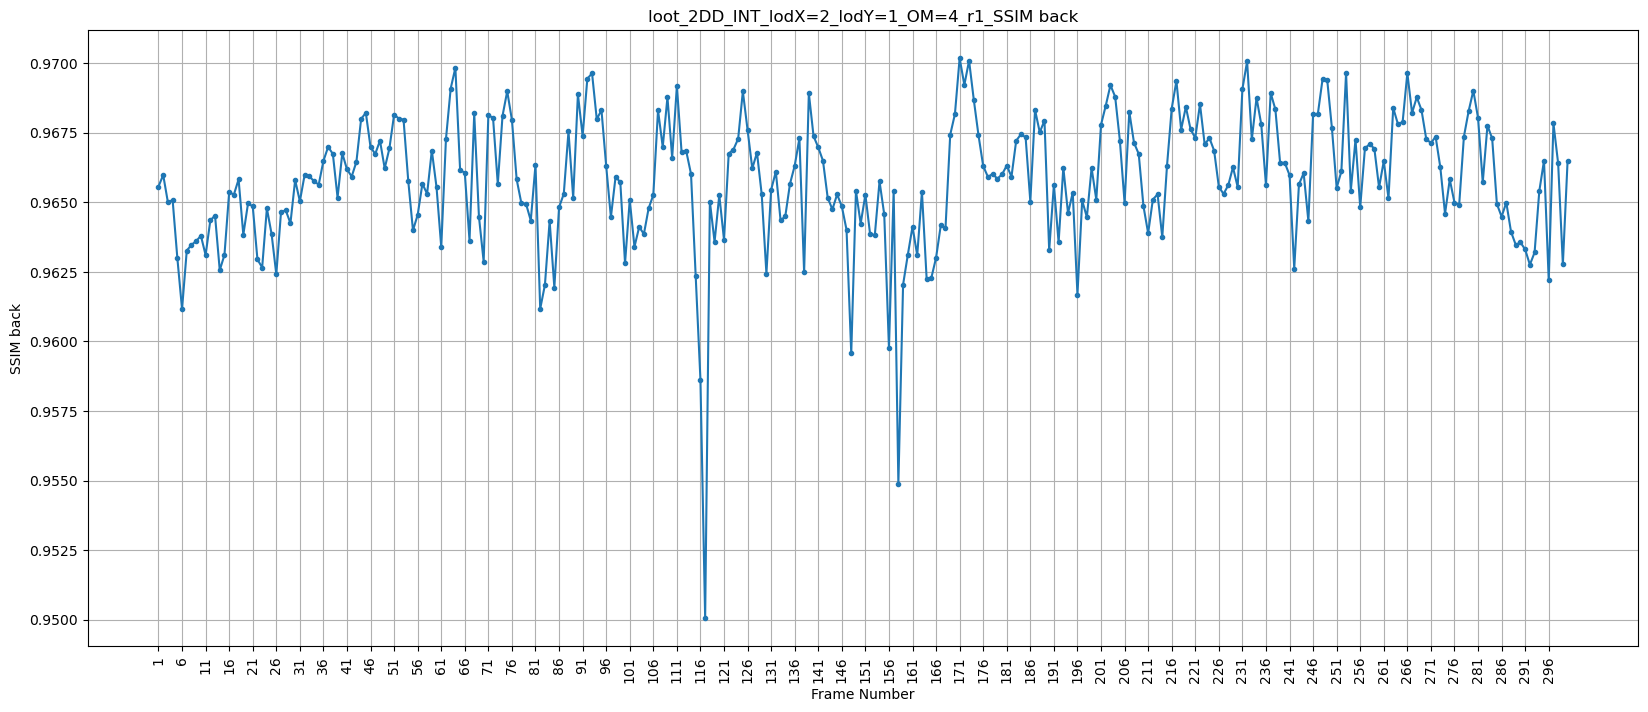 loot_2DD_INT_lodX=2_lodY=1_OM=4_r1_SSIM back
0.9700
0.9675
0.9650
0.9625
0.9600
0.9575
0.9550
0.9525
0.9500
SSIM back
1 6 11 16 21 26 31 36 41 46 51 56 61 66 71 76 81 86 91 96 101 106 111 116 121 126 131 136 141 146 151 156 161 166 171 176 181 186 191 196 201 206 211 216 221 226 231 236 241 246 251 256 261 266 271 276 281 286 291 296
Frame Number